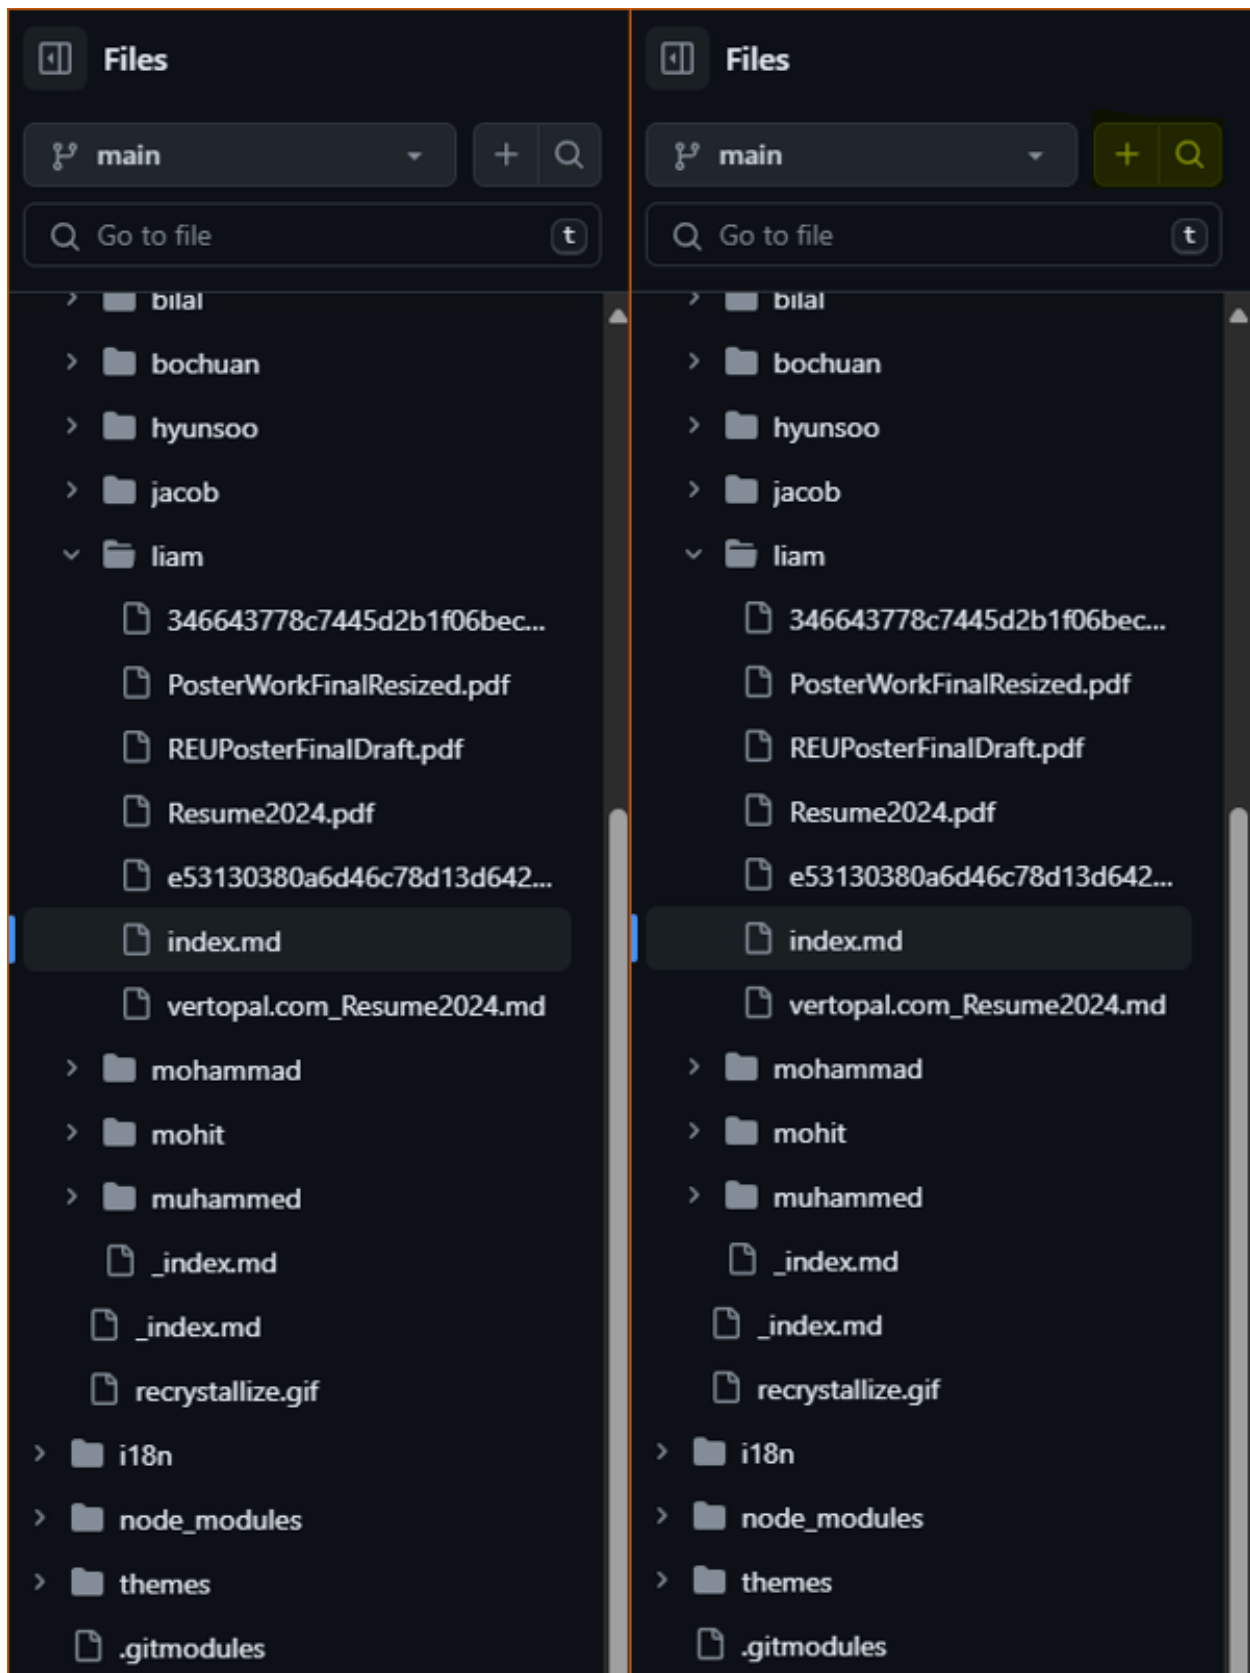 Files
main
Go to file
t
bilal
bochuan
hyunsoo
jacob
liam
346643778c7445d2b1f06bec...
PosterWorkFinalResized.pdf
REUPosterFinalDraft.pdf
Resume2024.pdf
e53130380a6d46c78d13d642...
index.md
vertopal.com_Resume2024.md
mohammad
mohit
muhammed
_index.md
_index.md
recrystallize.gif
i18n
node_modules
themes
.gitmodules
Files
main
Go to file
t
bilal
bochuan
hyunsoo
jacob
liam
346643778c7445d2b1f06bec...
PosterWorkFinalResized.pdf
REUPosterFinalDraft.pdf
Resume2024.pdf
e53130380a6d46c78d13d642...
index.md
vertopal.com_Resume2024.md
mohammad
mohit
muhammed
_index.md
_index.md
recrystallize.gif
i18n
node_modules
themes
.gitmodules